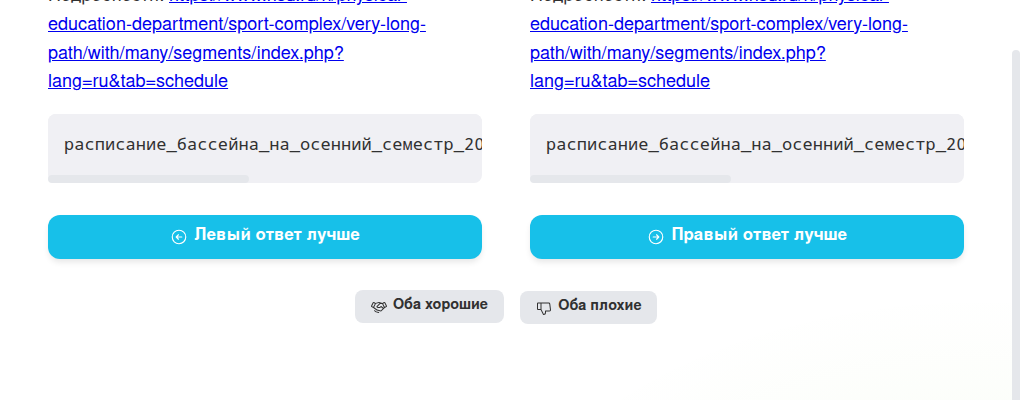 education-department/sport-complex/very-long-
path/with/many/segments/index.php?
lang=ru&tab=schedule
расписание_бассейна_на_осенний_семестр_20
Левый ответ лучше
education-department/sport-complex/very-long-
path/with/many/segments/index.php?
lang=ru&tab=schedule
расписание_бассейна_на_осенний_семестр_20
Правый ответ лучше
Оба хорошие
Оба плохие